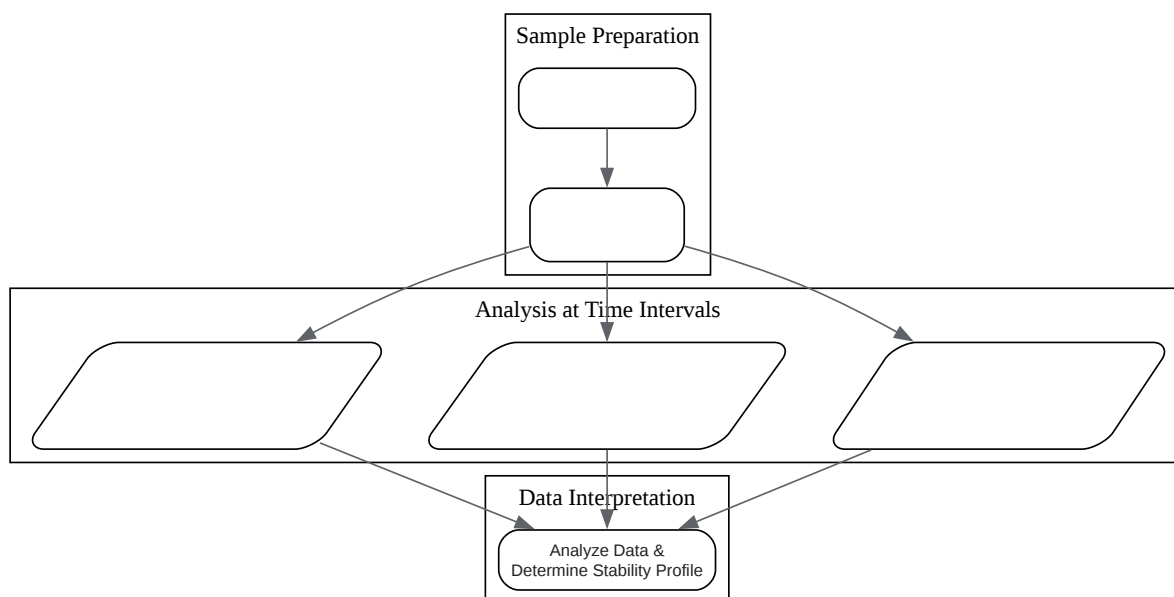 Sample Preparation
Analysis at Time Intervals
Data Interpretation
Analyze Data &
Determine Stability Profile